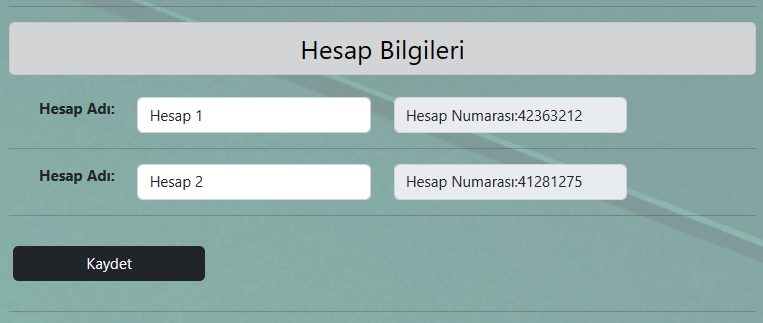 Hesap Bilgileri
Hesap Adı: Hesap 1 Hesap Numarası:42363212
Hesap Adı: Hesap 2 Hesap Numarası:41281275
Kaydet